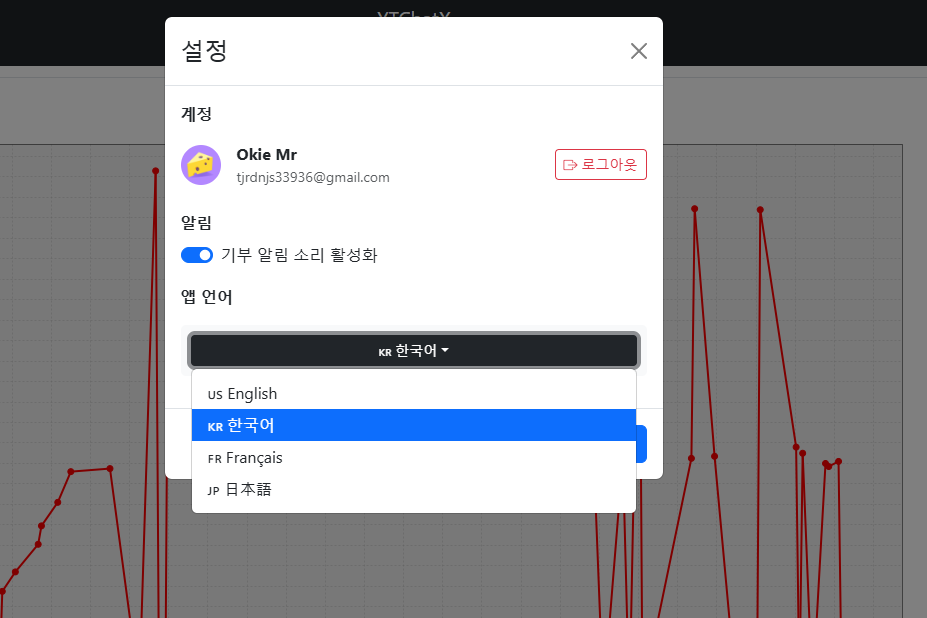 YTChatX
설정
계정
Okie Mr
tjrdnjs33936@gmail.com
로그아웃
알림
기부 알림 소리 활성화
앱 언어
KR 한국어
us English
KR 한국어
FR Français
JP 日本語